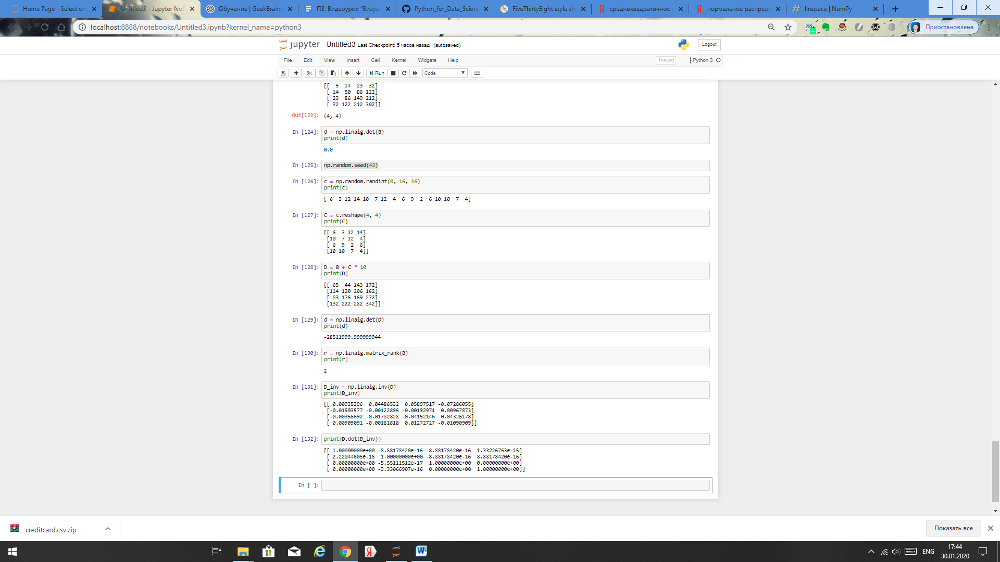 Home Page - Select or
Untitled3 - Jupyter Not
Обучение | GeekBrains
ПЗ. Видеоурок "Визуа
Python_for_Data_Scienc
FiveThirtyEight style sh
среднеквадратичное
нормальное распреде
linspace | NumPy
localhost:8888/notebooks/Untitled3.ipynb?kernel_name=python3
365
Приостановлена
jupyter Untitled3 Last Checkpoint: 5 часов назад (autosaved)
Logout
File Edit View Insert Cell Kernel Widgets Help
Trusted
Python 3
Run
Code
[[  5  14  23  32]
 [ 14  50  86 122]
 [ 23  86 149 212]
 [ 32 122 212 302]]
Out[123]: (4, 4)
In [124]: d = np.linalg.det(B)
print(d)
0.0
In [125]: np.random.seed(42)
In [126]: c = np.random.randint(0, 16, 16)
print(c)
[ 6  3 12 14 10  7 12  4  6  9  2  6 10 10  7  4]
In [127]: C = c.reshape(4, 4)
print(C)
[[ 6  3 12 14]
 [10  7 12  4]
 [ 6  9  2  6]
 [10 10  7  4]]
In [128]: D = B + C * 10
print(D)
[[ 65  44 143 172]
 [114 120 206 162]
 [ 83 176 169 272]
 [132 222 282 342]]
In [129]: d = np.linalg.det(D)
print(d)
-28511999.999999944
In [130]: r = np.linalg.matrix_rank(B)
print(r)
2
In [131]: D_inv = np.linalg.inv(D)
print(D_inv)
[[ 0.00935396  0.04486532  0.05897517 -0.07286055]
 [-0.01503577 -0.00122896 -0.00192971  0.00967873]
 [-0.00356692 -0.01782828 -0.04152146  0.04326178]
 [ 0.00909091 -0.00181818  0.01272727 -0.01090909]]
In [132]: print(D.dot(D_inv))
[[ 1.00000000e+00 -8.88178420e-16 -8.88178420e-16  1.33226763e-15]
 [ 2.22044605e-16  1.00000000e+00 -8.88178420e-16  8.88178420e-16]
 [ 0.00000000e+00 -5.55111512e-17  1.00000000e+00  0.00000000e+00]
 [ 0.00000000e+00 -3.33066907e-16  0.00000000e+00  1.00000000e+00]]
In [ ]:
creditcard.csv.zip
Показать все
ENG
17:44
30.01.2020